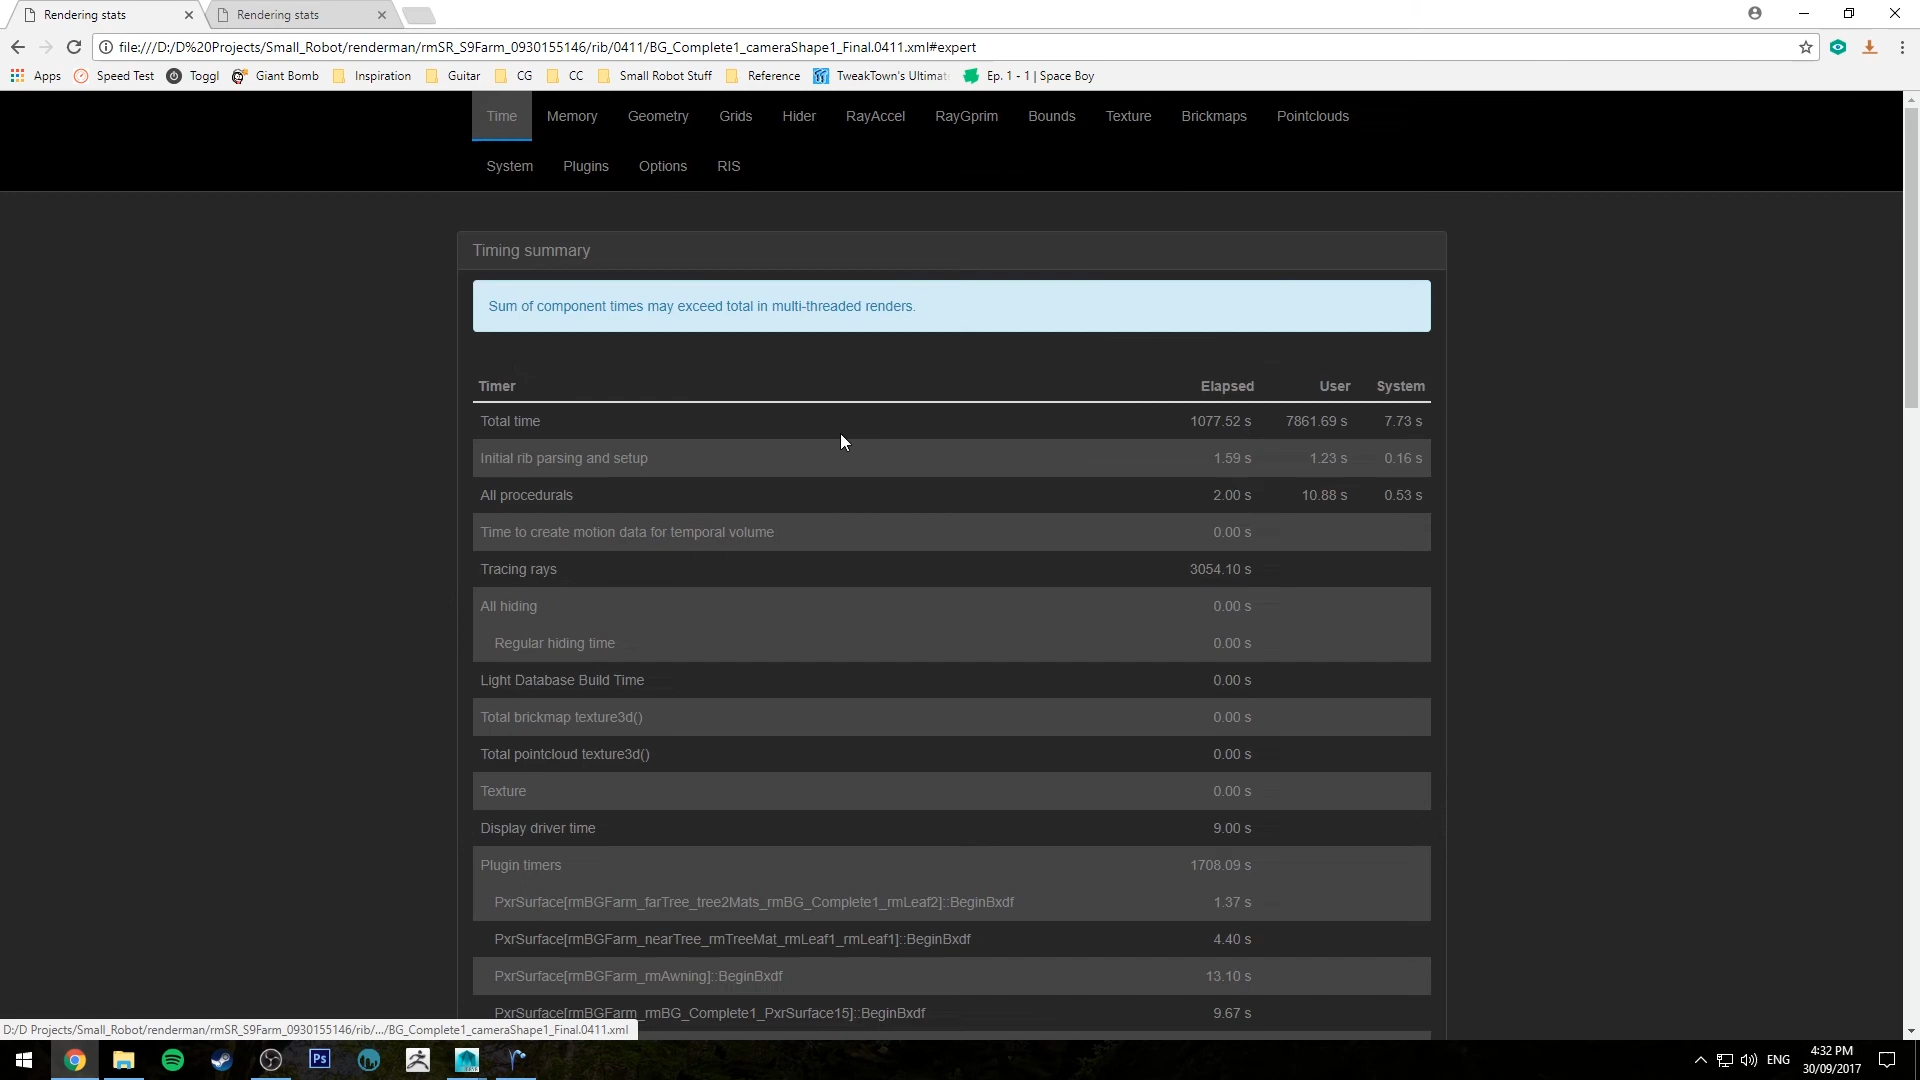 Rendering stats
Rendering stats
file:///D:/D%20Projects/Small_Robot/renderman/rmSR_S9Farm_0930155146/rib/0411/BG_Complete1_cameraShape1_Final.0411.xml#expert
Apps Speed Test Toggl Giant Bomb Inspiration Guitar CG CC Small Robot Stuff Reference TweakTown's Ultimat Ep. 1 - 1 | Space Boy
Time Memory Geometry Grids Hider RayAccel RayGprim Bounds Texture Brickmaps Pointclouds
System Plugins Options RIS
Timing summary
Sum of component times may exceed total in multi-threaded renders.
Timer Elapsed User System
Total time 1077.52 s 7861.69 s 7.73 s
Initial rib parsing and setup 1.59 s 1.23 s 0.16 s
All procedurals 2.00 s 10.88 s 0.53 s
Time to create motion data for temporal volume 0.00 s
Tracing rays 3054.10 s
All hiding 0.00 s
Regular hiding time 0.00 s
Light Database Build Time 0.00 s
Total brickmap texture3d() 0.00 s
Total pointcloud texture3d() 0.00 s
Texture 0.00 s
Display driver time 9.00 s
Plugin timers 1708.09 s
PxrSurface[rmBGFarm_farTree_tree2Mats_rmBG_Complete1_rmLeaf2]::BeginBxdf 1.37 s
PxrSurface[rmBGFarm_nearTree_rmTreeMat_rmLeaf1_rmLeaf1]::BeginBxdf 4.40 s
PxrSurface[rmBGFarm_rmAwning]::BeginBxdf 13.10 s
PxrSurface[rmBGFarm_rmBG_Complete1_PxrSurface15]::BeginBxdf 9.67 s
D:/D Projects/Small_Robot/renderman/rmSR_S9Farm_0930155146/rib/.../BG_Complete1_cameraShape1_Final.0411.xml
Ps
ENG
4:32 PM
30/09/2017